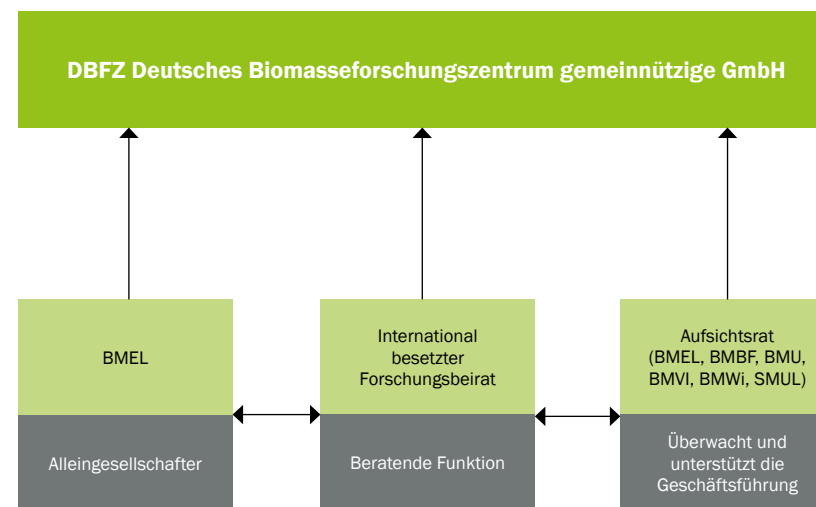 DBFZ Deutsches Biomasseforschungszentrum gemeinnützige GmbH
BMEL
Alleingesellschafter
International
besetzter
Forschungsbeirat
Beratende Funktion
Aufsichtsrat
(BMEL, BMBF, BMU,
BMVI, BMWi, SMUL)
Überwacht und
unterstützt die
Geschäftsführung